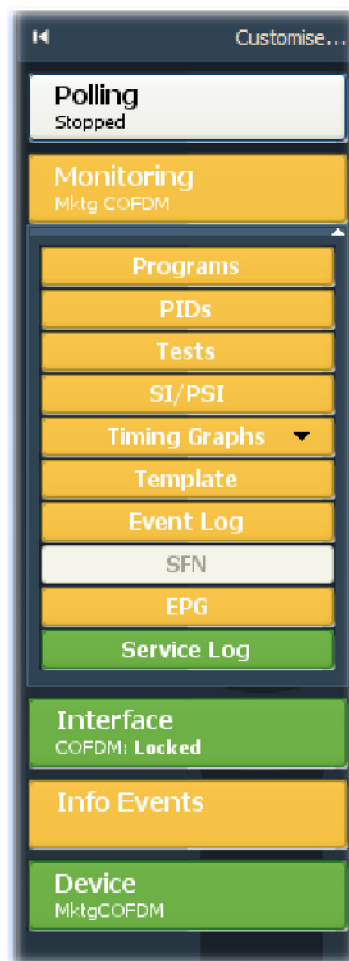 Customise...
Polling
Stopped
Monitoring
Mktg COFDM
Programs
PIDs
Tests
SI/PSI
Timing Graphs
Template
Event Log
SFN
EPG
Service Log
Interface
COFDM: Locked
Info Events
Device
MktgCOFDM